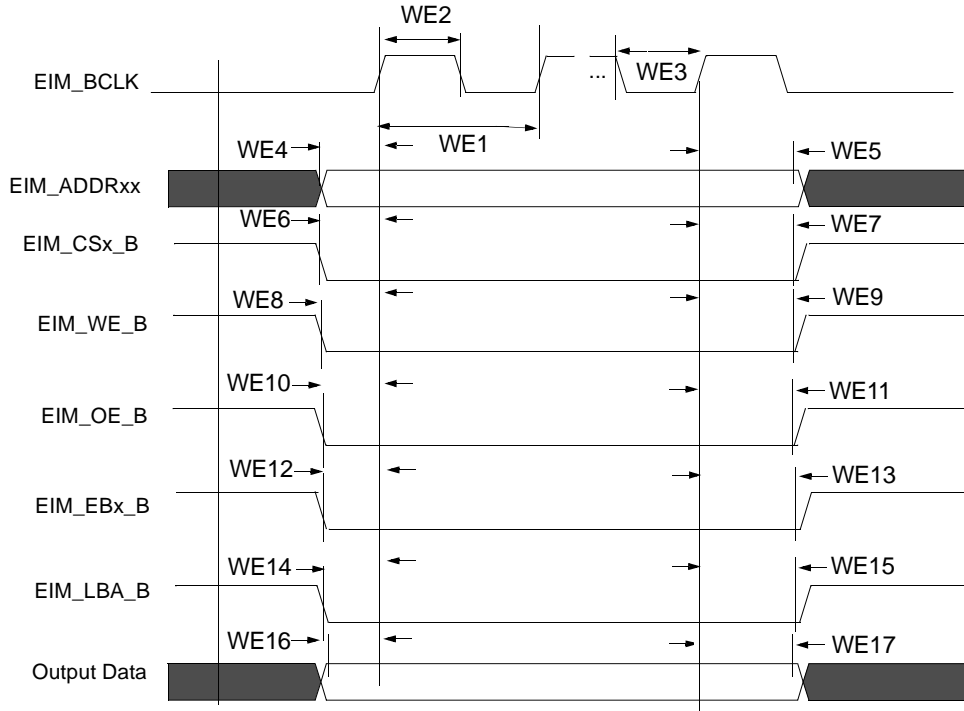 WE2
EIM_BCLK
...
WE3
WE4
WE1
WE5
EIM_ADDRxx
WE6
WE7
EIM_CSx_B
WE8
WE9
EIM_WE_B
WE10
WE11
EIM_OE_B
WE12
WE13
EIM_EBx_B
WE14
WE15
EIM_LBA_B
WE16
WE17
Output Data